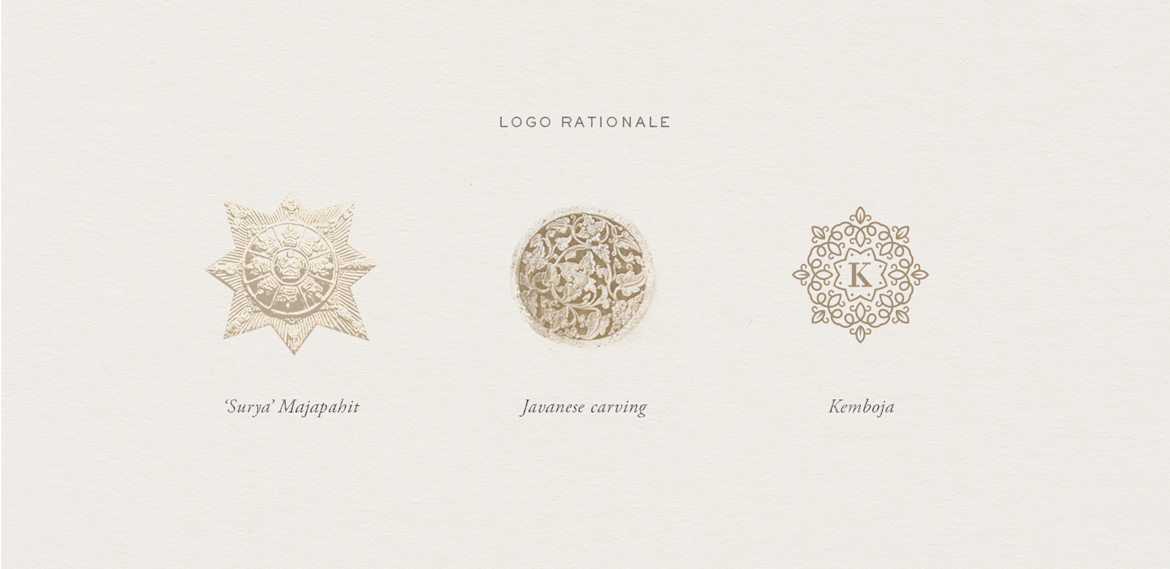 LOGO RATIONALE
K
‘Surya’ Majapahit
Javanese carving
Kemboja